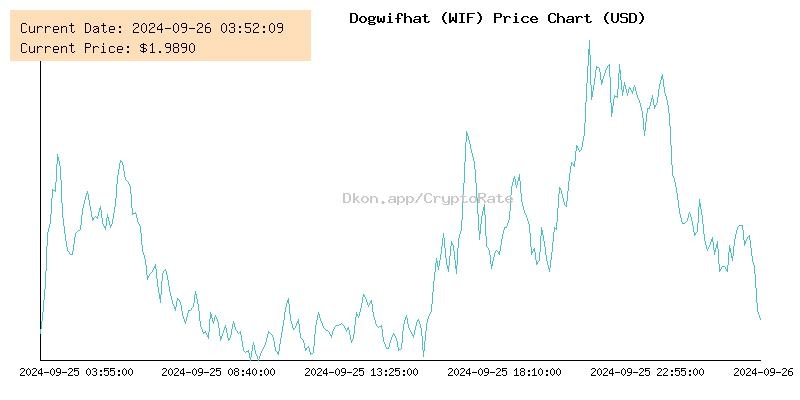 Dogwifhat (WIF) Price Chart (USD)
Current Date: 2024-09-26 03:52:09
Current Price: $1.9890
Dkon.app/CryptoRate
2024-09-25 03:55:00 2024-09-25 08:40:00 2024-09-25 13:25:00 2024-09-25 18:10:00 2024-09-25 22:55:00 2024-09-26